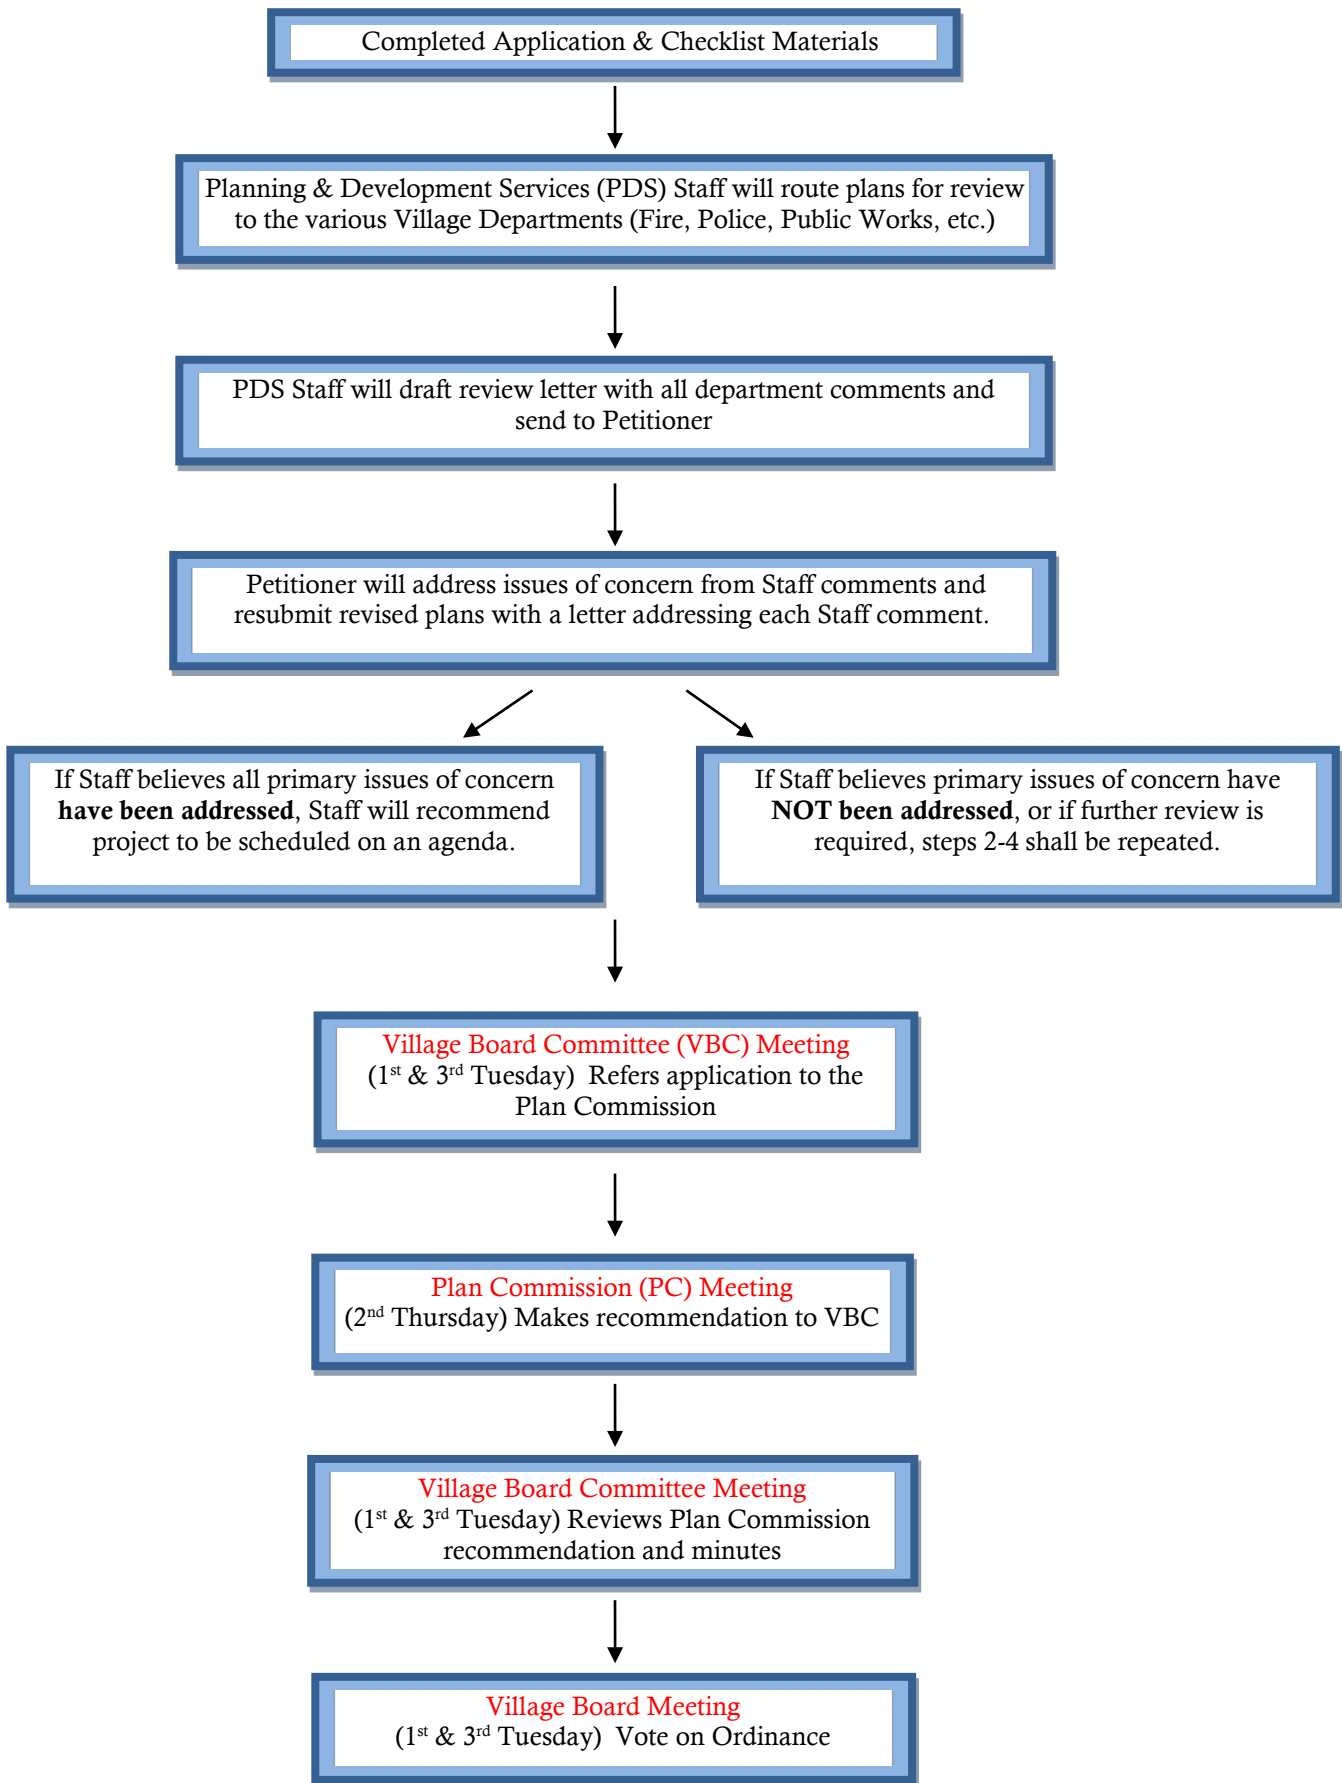 Completed Application & Checklist Materials
Planning & Development Services (PDS) Staff will route plans for review
to the various Village Departments (Fire, Police, Public Works, etc.)
PDS Staff will draft review letter with all department comments and
send to Petitioner
Petitioner will address issues of concern from Staff comments and
resubmit revised plans with a letter addressing each Staff comment.
If Staff believes all primary issues of concern
have been addressed, Staff will recommend
project to be scheduled on an agenda.
If Staff believes primary issues of concern have
NOT been addressed, or if further review is
required, steps 2-4 shall be repeated.
Village Board Committee (VBC) Meeting
(1st & 3rd Tuesday) Refers application to the
Plan Commission
Plan Commission (PC) Meeting
(2nd Thursday) Makes recommendation to VBC
Village Board Committee Meeting
(1st & 3rd Tuesday) Reviews Plan Commission
recommendation and minutes
Village Board Meeting
(1st & 3rd Tuesday) Vote on Ordinance